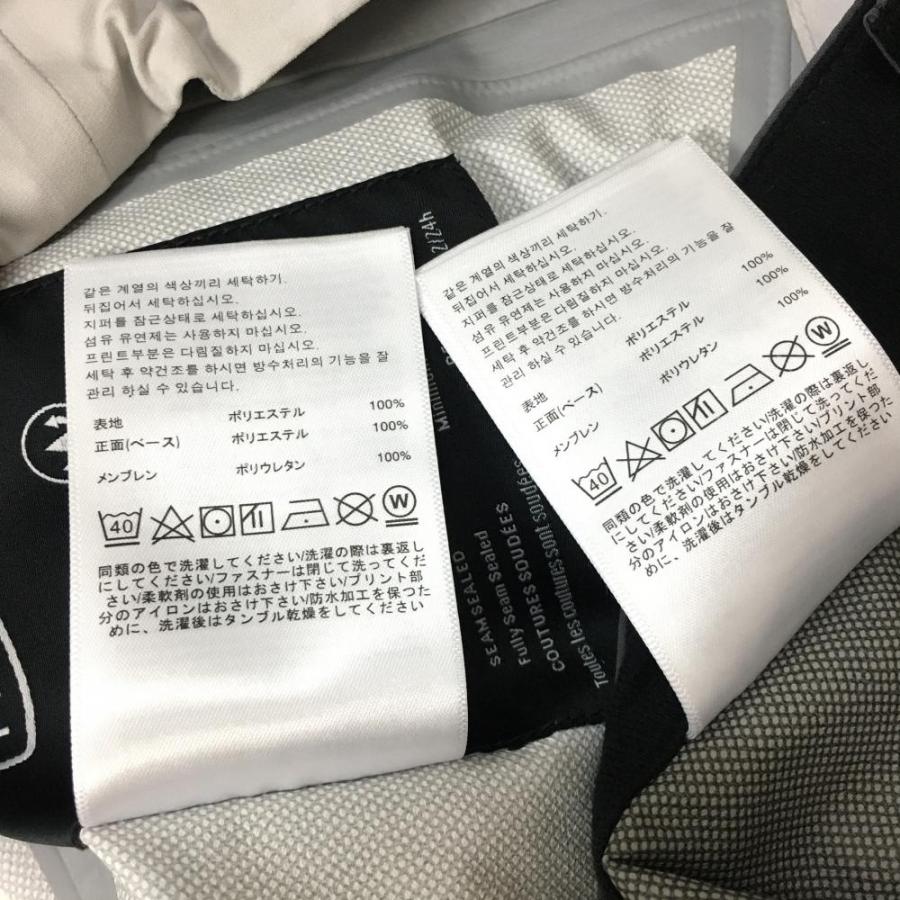 같은 계열의 색상끼리 세탁하기.
뒤집어서 세탁하십시오.
지퍼를 잠근상태로 세탁하십시오.
섬유 유연제는 사용하지 마십시오.
프린트부분은 다림질하지 마십시오.
세탁 후 약건조를 하시면 방수처리의 기능을 잘
관리 하실 수 있습니다.
表地 ポリエステル 100%
正面(ベース) ポリエステル 100%
メンブレン ポリウレタン 100%
40 W
同類の色で洗濯してください/洗濯の際は裏返し
にしてください/ファスナーは閉じて洗ってくだ
さい/柔軟剤の使用はおさけ下さい/プリント部
分のアイロンはおさけ下さい/防水加工を保つた
めに、洗濯後はタンブル乾燥をしてください
2/24h
SEAM SEALED
Fully Seam Sealed
COUTURES SOUDÉES
Toutes les coutures sont soudées
같은 계열의 색상끼리 세탁하기.
뒤집어서 세탁하십시오.
지퍼를 잠근상태로 세탁하십시오.
섬유 유연제는 사용하지 마십시오.
프린트부분은 다림질 하지 마십시오.
세탁 후 약건조를 하시면 방수처리의 기능을 잘
관리 하실 수 있습니다.
表地 ポリエステル 100%
正面(ベース) ポリエステル 100%
メンブレン ポリウレタン 100%
40 W
同類の色で洗濯してください/洗濯の際は裏返し
にしてください/ファスナーは閉じて洗ってくだ
さい/柔軟剤の使用はおさけ下さい/プリント部
分のアイロンはおさけ下さい/防水加工を保つた
めに、洗濯後はタンブル乾燥をしてください